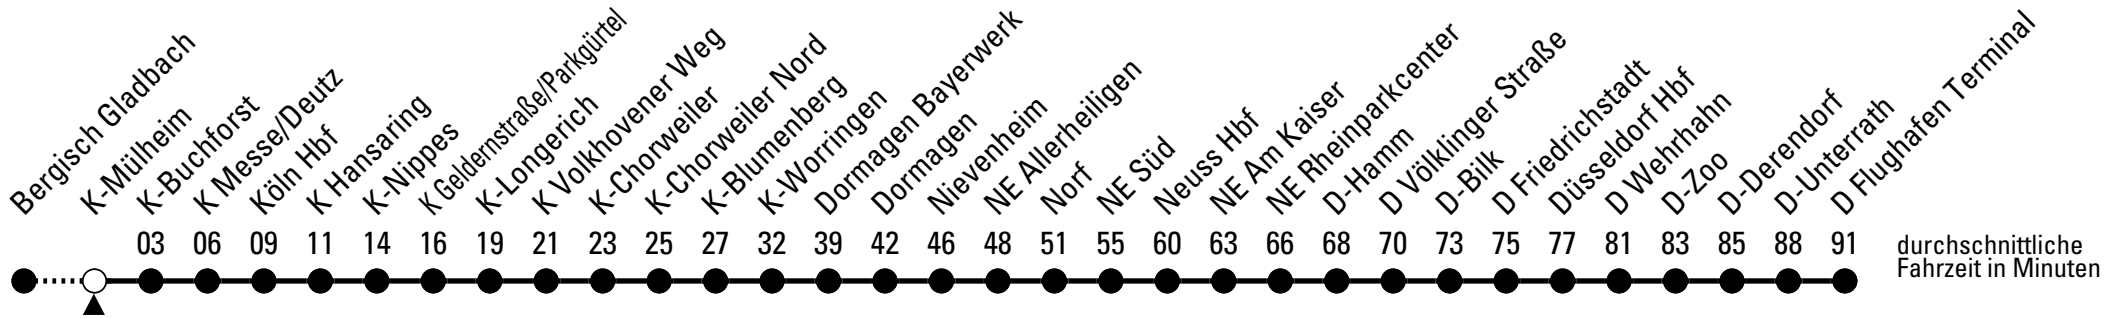 Bergisch Gladbach
K-Mülheim
K-Buchforst
K Messe/Deutz
Köln Hbf
K Hansaring
K-Nippes
K Geldernstraße/Parkgürtel
K-Longerich
K Volkhovener Weg
K-Chorweiler
K-Chorweiler Nord
K-Blumenberg
K-Worringen
Dormagen Bayerwerk
Dormagen
Nievenheim
NE Allerheiligen
Norf
NE Süd
Neuss Hbf
NE Am Kaiser
NE Rheinparkcenter
D-Hamm
D Völklinger Straße
D-Bilk
D Friedrichstadt
Düsseldorf Hbf
D Wehrhahn
D-Zoo
D-Derendorf
D-Unterrath
D Flughafen Terminal
03 06 09 11 14 16 19 21 23 25 27 32 39 42 46 48 51 55 60 63 66 68 70 73 75 77 81 83 85 88 91
durchschnittliche
Fahrzeit in Minuten